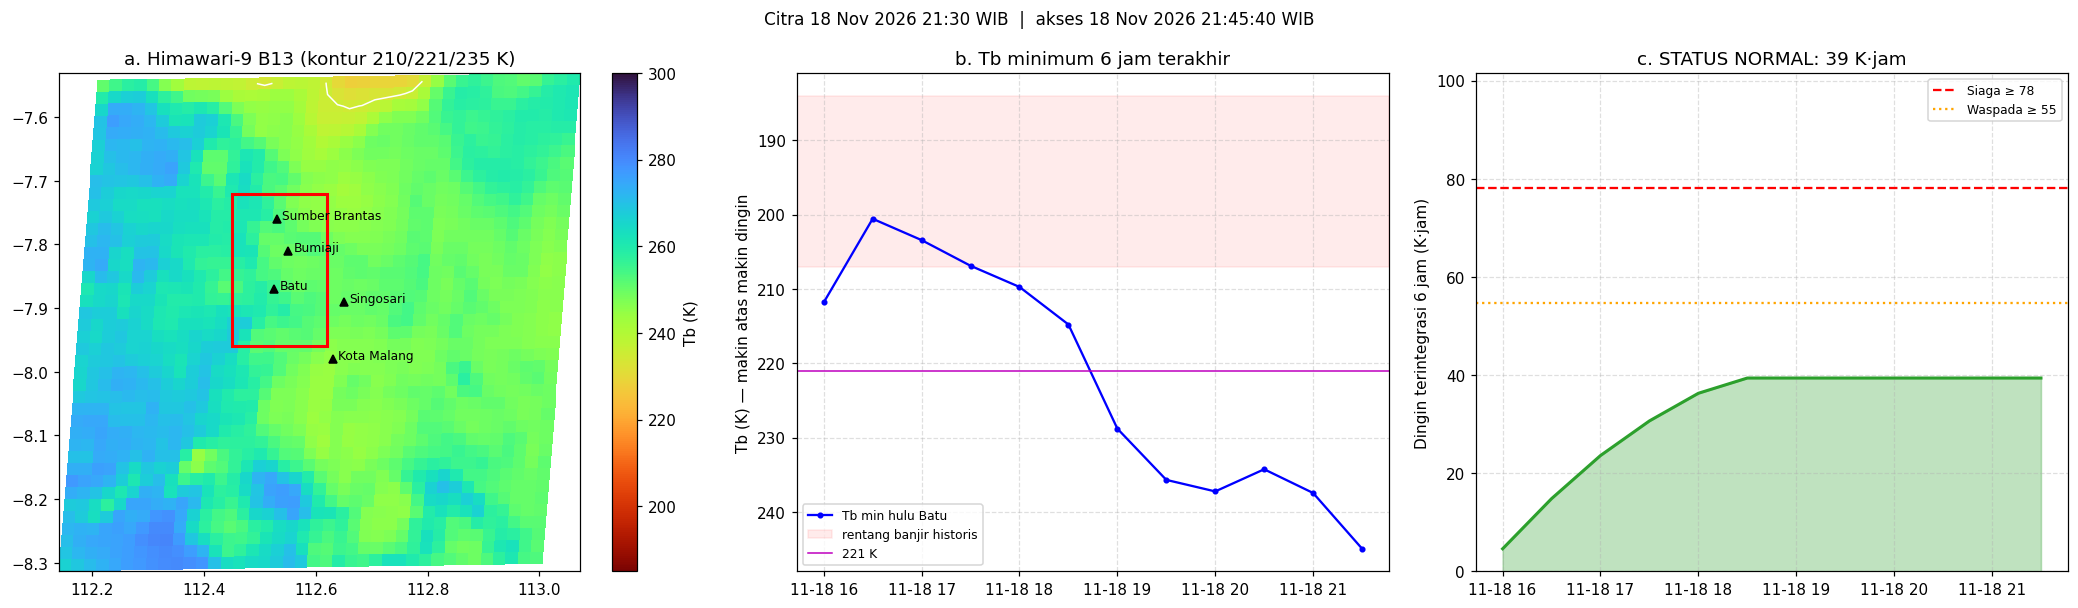 Citra 18 Nov 2026 21:30 WIB | akses 18 Nov 2026 21:45:40 WIB
a. Himawari-9 B13 (kontur 210/221/235 K)
−7.6
−7.7
−7.8
−7.9
−8.0
−8.1
−8.2
−8.3
112.2
112.4
112.6
112.8
113.0
Sumber Brantas
Bumiaji
Batu
Singosari
Kota Malang
300
280
260
240
220
200
Tb (K)
b. Tb minimum 6 jam terakhir
Tb (K) — makin atas makin dingin
190
200
210
220
230
240
11-18 16
11-18 17
11-18 18
11-18 19
11-18 20
11-18 21
Tb min hulu Batu
rentang banjir historis
221 K
c. STATUS NORMAL: 39 K·jam
Dingin terintegrasi 6 jam (K·jam)
100
80
60
40
20
0
11-18 16
11-18 17
11-18 18
11-18 19
11-18 20
11-18 21
Siaga ≥ 78
Waspada ≥ 55